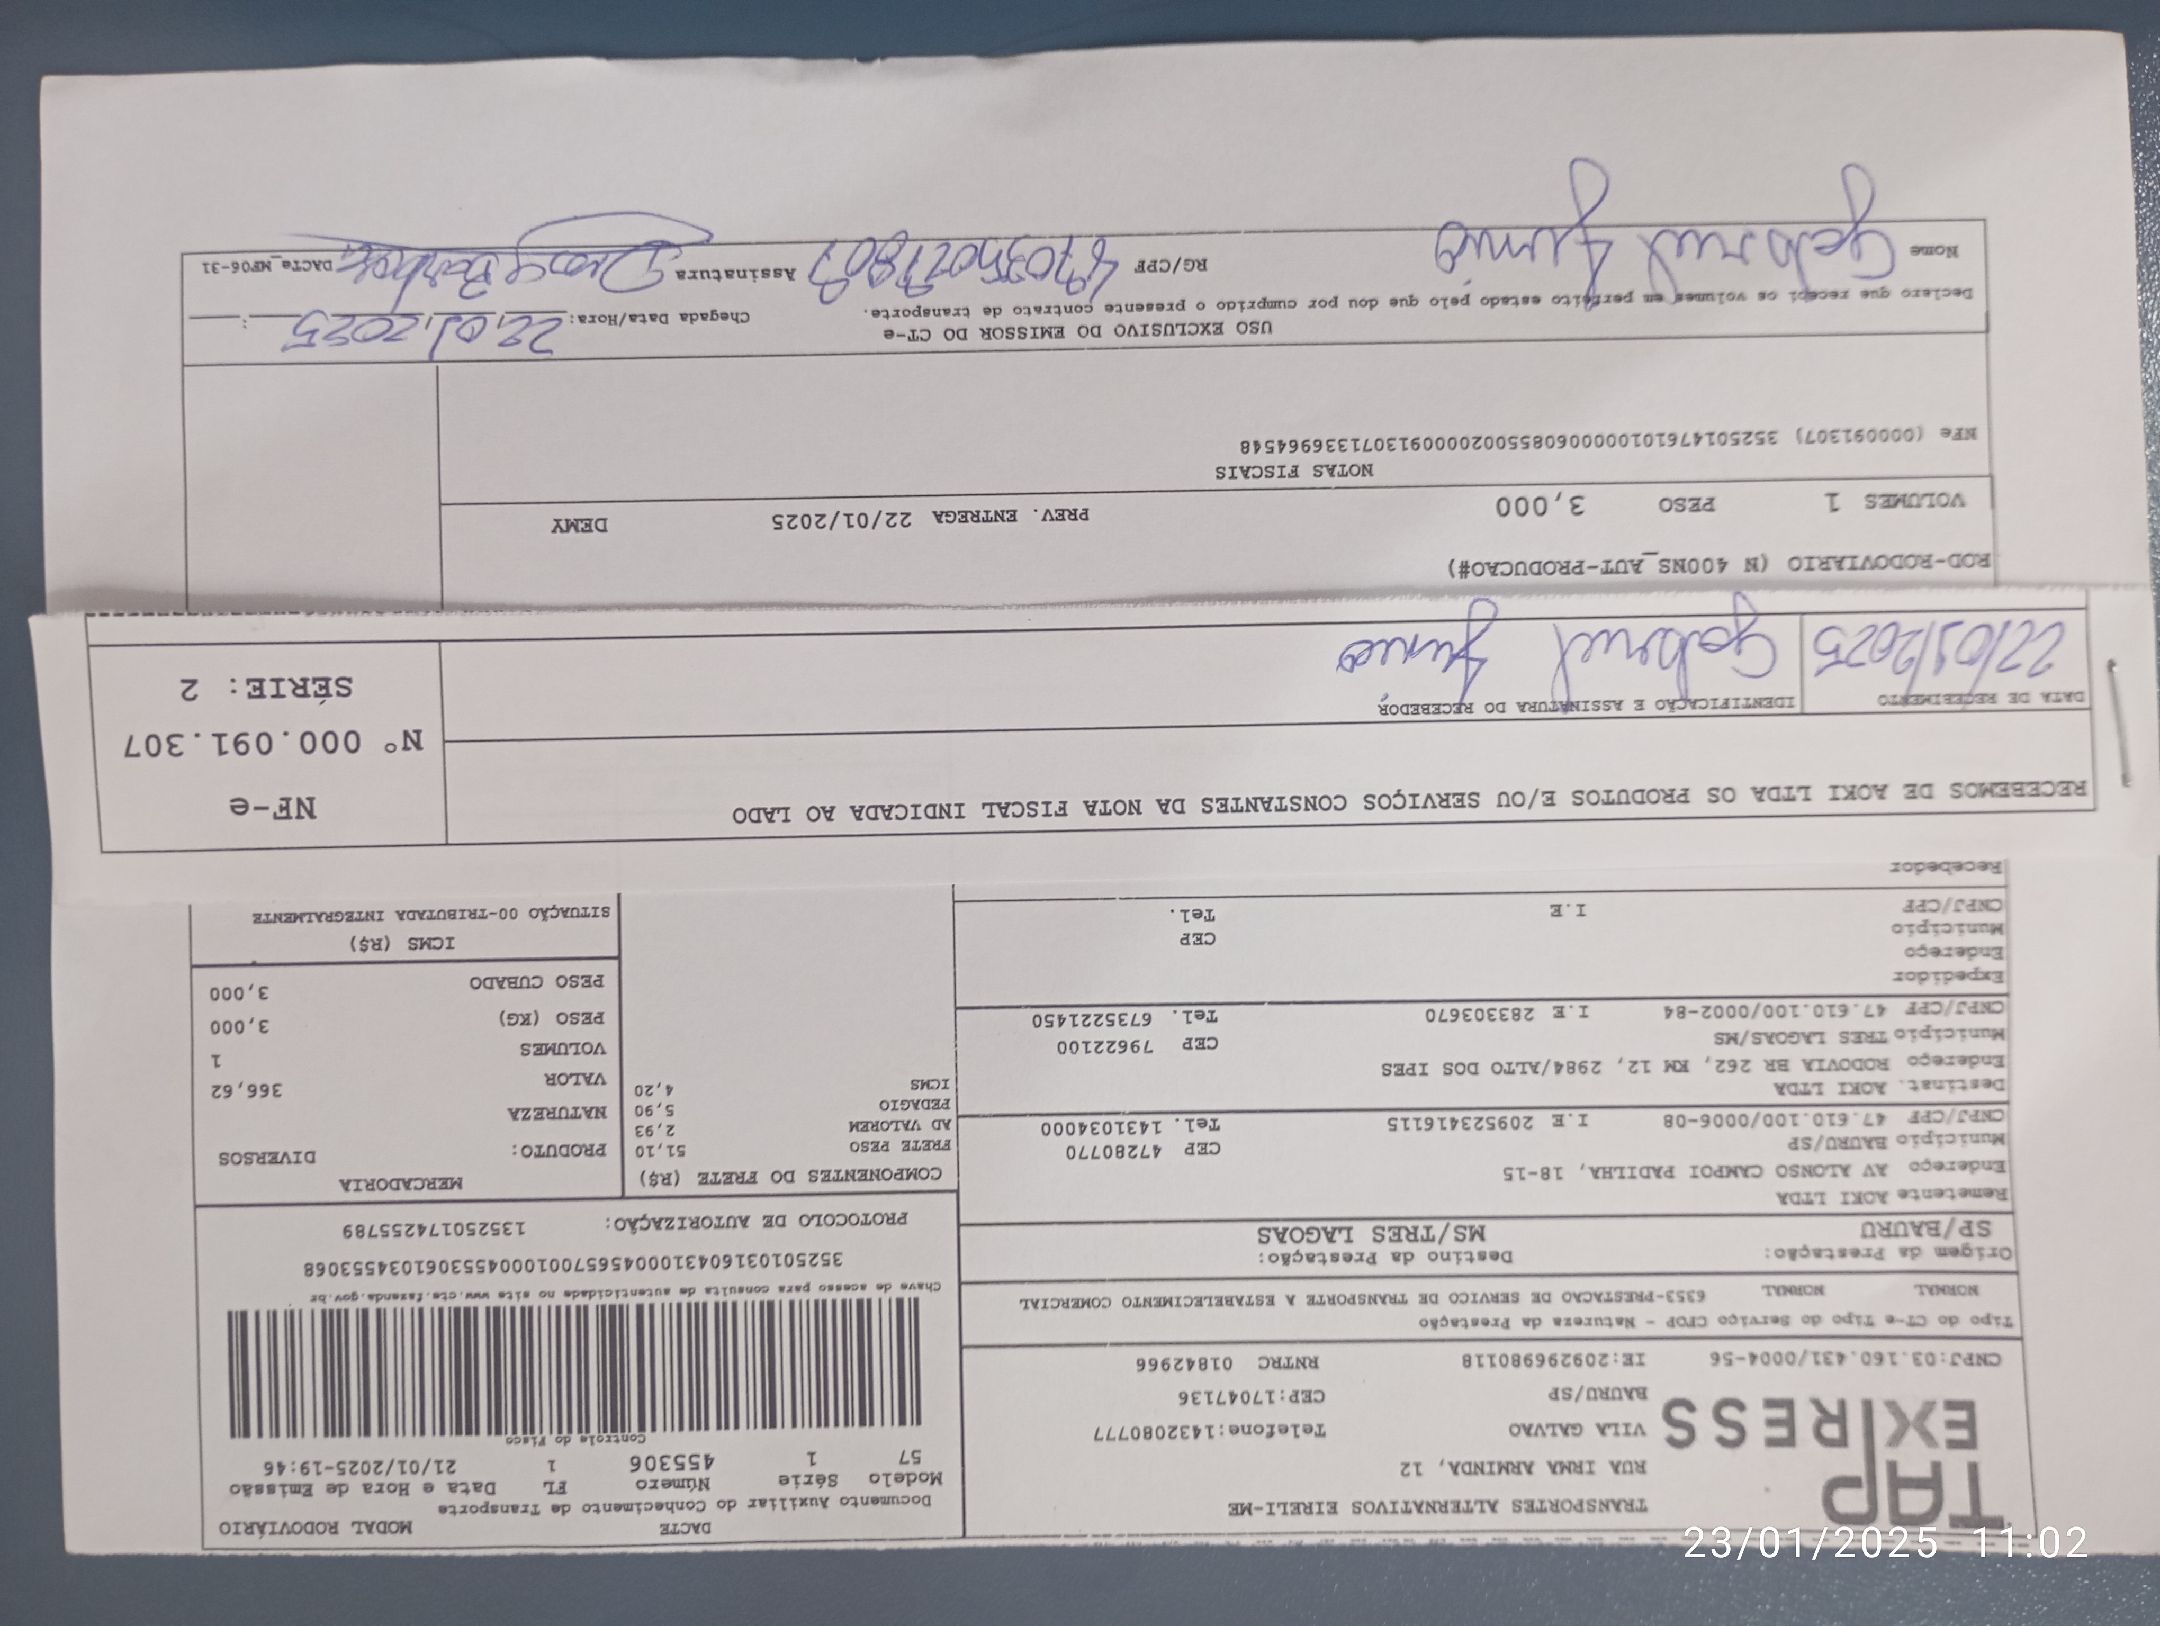 TAP EXPRESS
TRANSPORTES ALTERNATIVOS EIRELI-ME
RUA IRMA ARMINDA, 12
VILA GALVAO Telefone:1432080777
BAURU/SP CEP:17047136
CNPJ:03.160.431/0004-56 IE:209296980118 RNTRC 01842966
DACTE MODAL RODOVIÁRIO
Documento Auxiliar do Conhecimento de Transporte
Modelo Série Número FL Data e Hora de Emissão
57 1 455306 1 21/01/2025-19:46
Controle do Fisco
Chave de acesso para consulta de autenticidade no site www.cte.fazenda.gov.br
35250103160431000456570010004553061034553068
PROTOCOLO DE AUTORIZAÇÃO: 135250174255789
Tipo do CT-e Tipo do Serviço CFOP - Natureza da Prestação
NORMAL NORMAL 6353-PRESTACAO DE SERVICO DE TRANSPORTE A ESTABELECIMENTO COMERCIAL
Origem da Prestação: Destino da Prestação:
SP/BAURU MS/TRES LAGOAS
Remetente AOKI LTDA
Endereço AV ALONSO CAMPOI PADILHA, 18-15
Município BAURU/SP CEP 47280770
CNPJ/CPF 47.610.100/0006-08 I.E 209523416115 Tel. 1431034000
Destinat. AOKI LTDA
Endereço RODOVIA BR 262, KM 12, 2984/ALTO DOS IPES
Município TRES LAGOAS/MS CEP 79622100
CNPJ/CPF 47.610.100/0002-84 I.E 283303670 Tel. 6735221450
Expedidor
Endereço
Município CEP
CNPJ/CPF I.E Tel.
Recebedor
COMPONENTES DO FRETE (R$)
FRETE PESO 51,10
AD VALOREM 2,93
PEDAGIO 5,90
ICMS 4,20
MERCADORIA
PRODUTO: DIVERSOS
NATUREZA
VALOR 366,62
VOLUMES 1
PESO (KG) 3,000
PESO CUBADO 3,000
ICMS (R$)
SITUAÇÃO 00-TRIBUTADA INTEGRALMENTE
RECEBEMOS DE AOKI LTDA OS PRODUTOS E/OU SERVIÇOS CONSTANTES DA NOTA FISCAL INDICADA AO LADO
NF-e
Nº 000.091.307
SÉRIE: 2
DATA DE RECEBIMENTO IDENTIFICAÇÃO E ASSINATURA DO RECEBEDOR
22/01/2025 Gabriel Junio
ROD-RODOVIARIO (N 400NS_AUT-PRODUCAO#)
VOLUMES 1 PESO 3,000 PREV. ENTREGA 22/01/2025 DEMY
NOTAS FISCAIS
NFe (000091307) 35250147610100000608550020000913071133696454 8
USO EXCLUSIVO DO EMISSOR DO CT-e
Declaro que recebi os volumes em perfeito estado pelo que dou por cumprido o presente contrato de transporte. Chegada Data/Hora: 22,01,2025 :
Nome Gabriel Junio RG/CPF 47035027807 Assinatura DACTe_MF06-31
23/01/2025 11:02